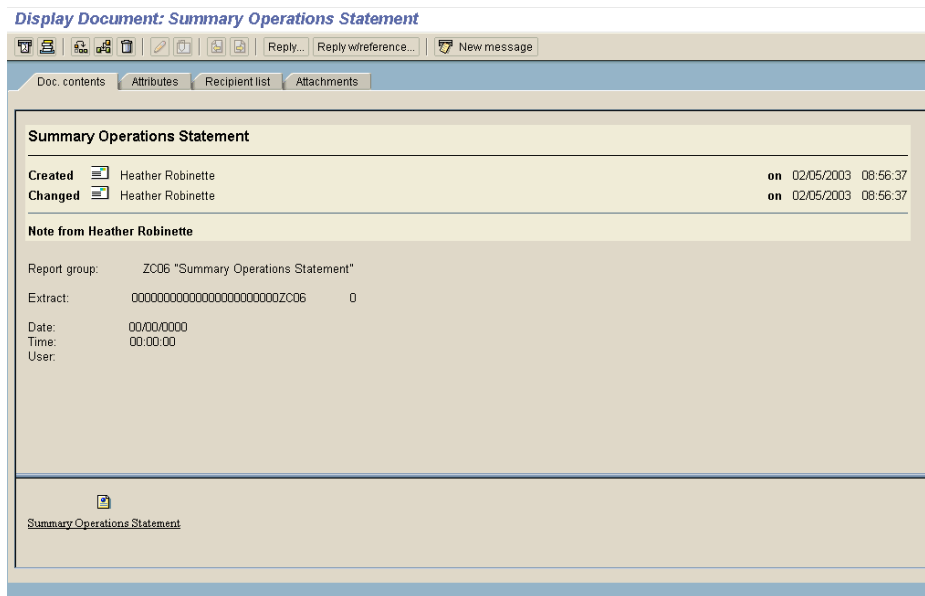 Display Document: Summary Operations Statement
Reply... Reply w/reference... New message
Doc. contents Attributes Recipient list Attachments
Summary Operations Statement
Created Heather Robinette on 02/05/2003 08:56:37
Changed Heather Robinette on 02/05/2003 08:56:37
Note from Heather Robinette
Report group: ZC06 "Summary Operations Statement"
Extract: 00000000000000000000000ZC06 0
Date: 00/00/0000
Time: 00:00:00
User:
Summary Operations Statement